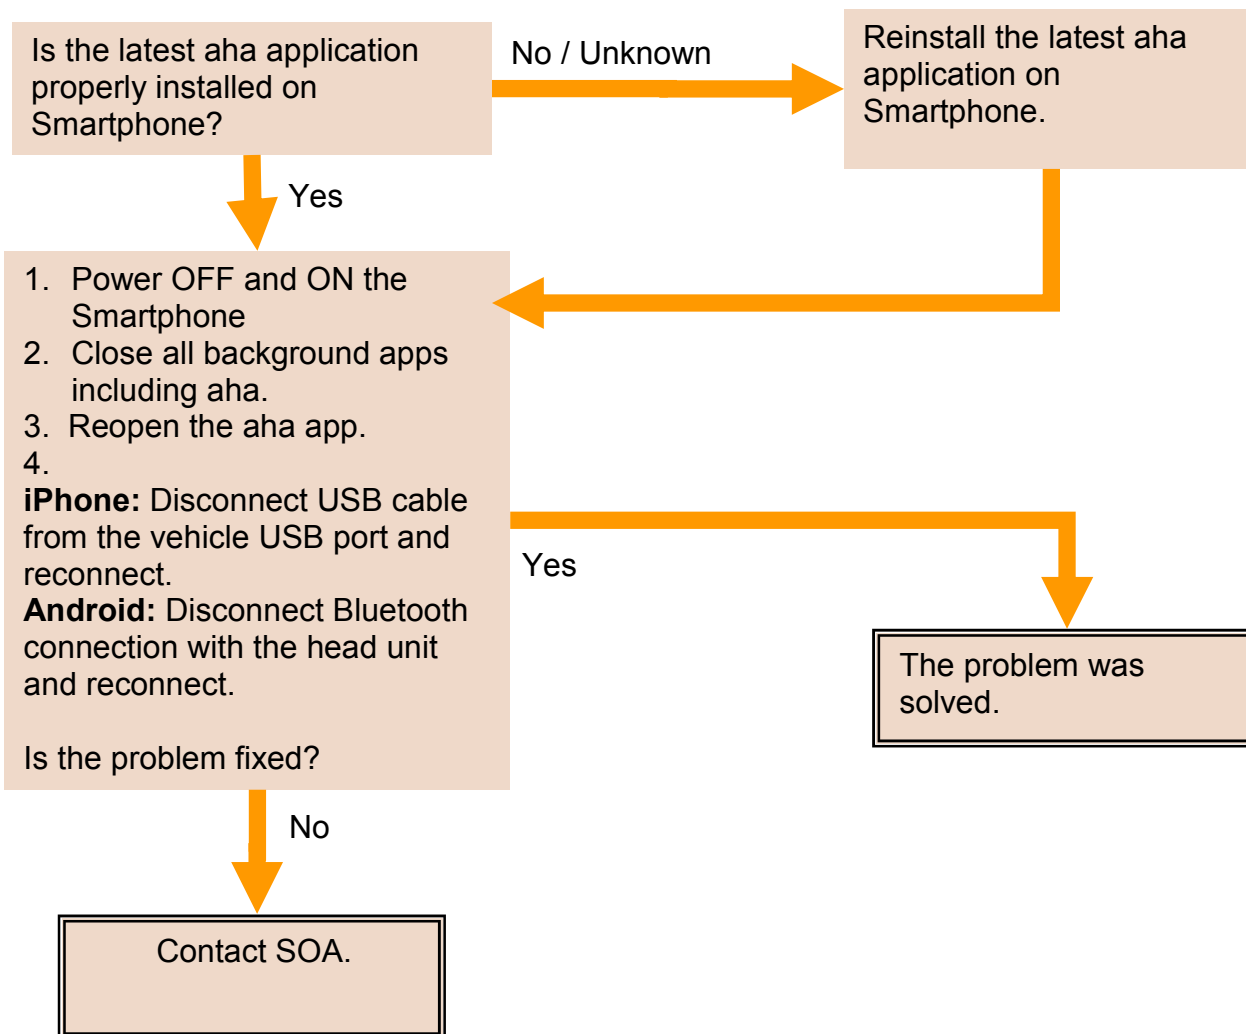 Is the latest aha application
properly installed on
Smartphone?
No / Unknown
Reinstall the latest aha
application on
Smartphone.
Yes
1. Power OFF and ON the
Smartphone
2. Close all background apps
including aha.
3. Reopen the aha app.
4.
iPhone: Disconnect USB cable
from the vehicle USB port and
reconnect.
Android: Disconnect Bluetooth
connection with the head unit
and reconnect.
Is the problem fixed?
Yes
The problem was
solved.
No
Contact SOA.